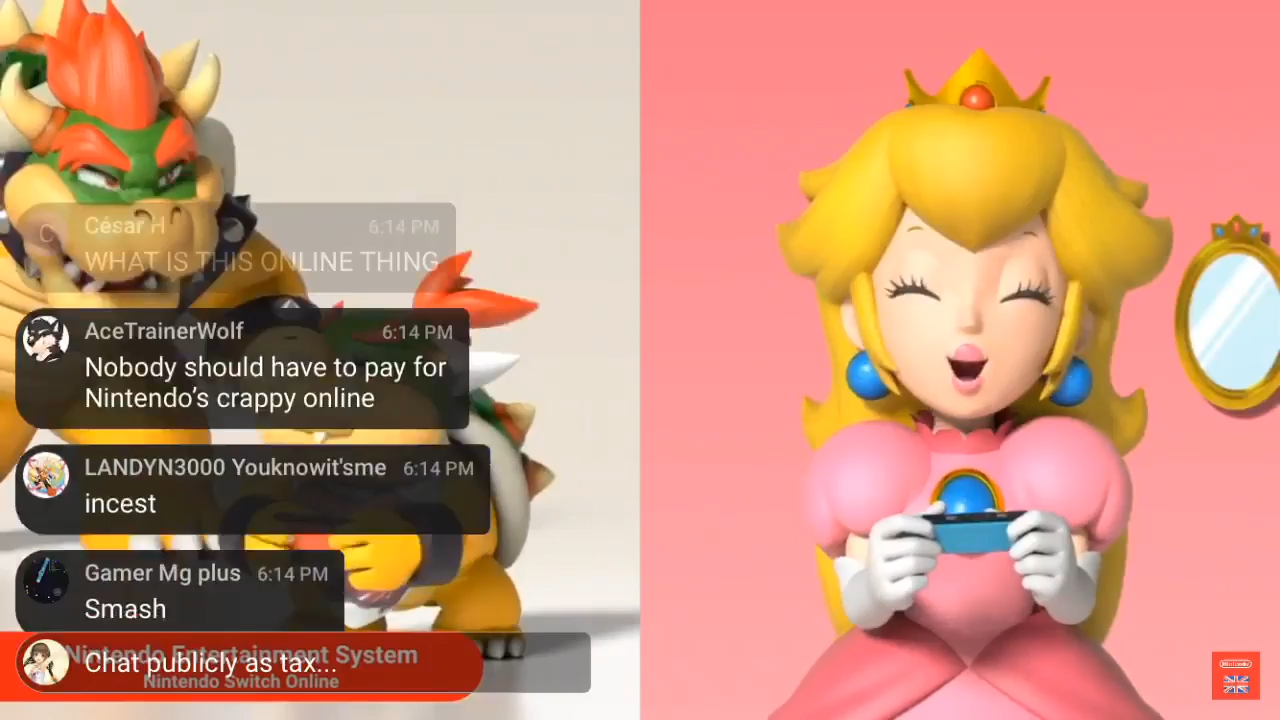 César H 6:14 PM
WHAT IS THIS ONLINE THING
AceTrainerWolf 6:14 PM
Nobody should have to pay for
Nintendo’s crappy online
LANDYN3000 Youknowit'sme 6:14 PM
incest
Gamer Mg plus 6:14 PM
Smash
Nintendo Entertainment System
Chat publicly as tax...
Nintendo Switch Online
Nintendo